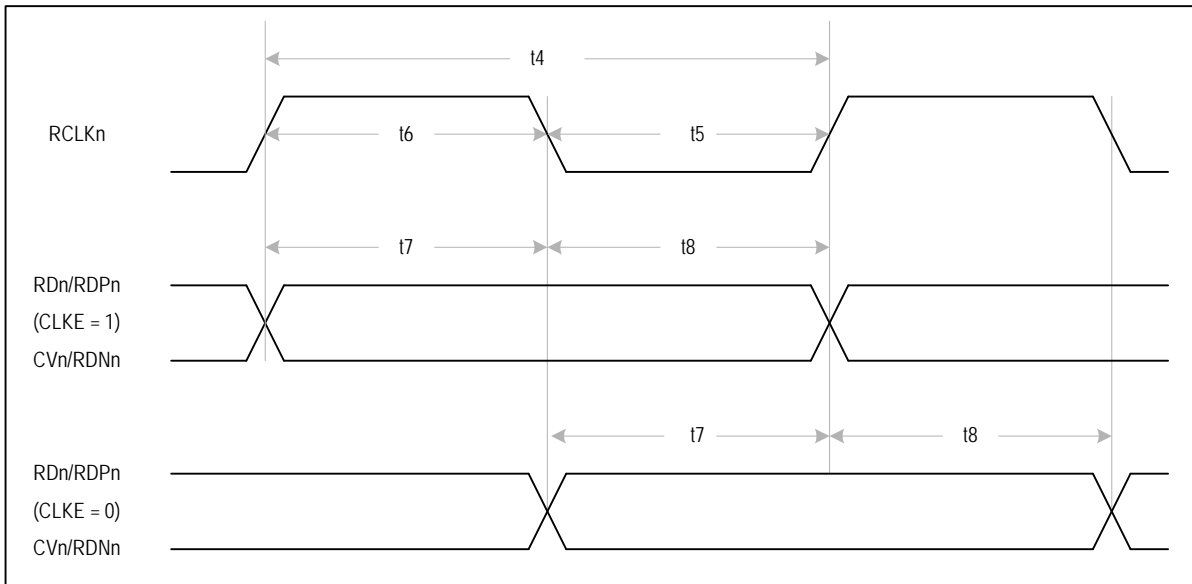 t4
RCLKn
t6
t5
t7
t8
RDn/RDPn
(CLKE = 1)
CVn/RDNn
t7
t8
RDn/RDPn
(CLKE = 0)
CVn/RDNn